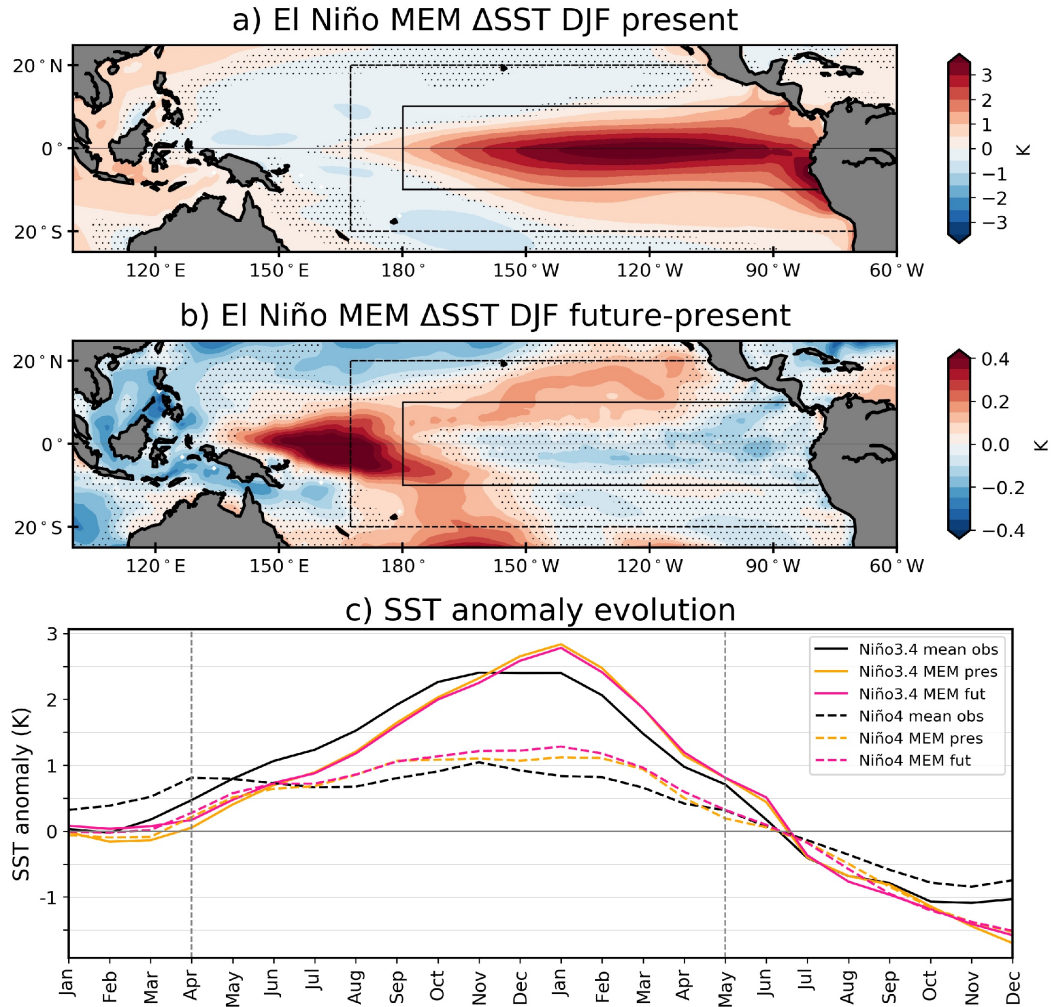 a) El Niño MEM ΔSST DJF present
20°N
0°
20°S
120°E 150°E 180° 150°W 120°W 90°W 60°W
3
2
1
0
−1
−2
−3
K
b) El Niño MEM ΔSST DJF future-present
20°N
0°
20°S
120°E 150°E 180° 150°W 120°W 90°W 60°W
0.4
0.2
0.0
−0.2
−0.4
K
c) SST anomaly evolution
SST anomaly (K)
3
2
1
0
-1
Niño3.4 mean obs
Niño3.4 MEM pres
Niño3.4 MEM fut
Niño4 mean obs
Niño4 MEM pres
Niño4 MEM fut
Jan Feb Mar Apr May Jun Jul Aug Sep Oct Nov Dec Jan Feb Mar Apr May Jun Jul Aug Sep Oct Nov Dec